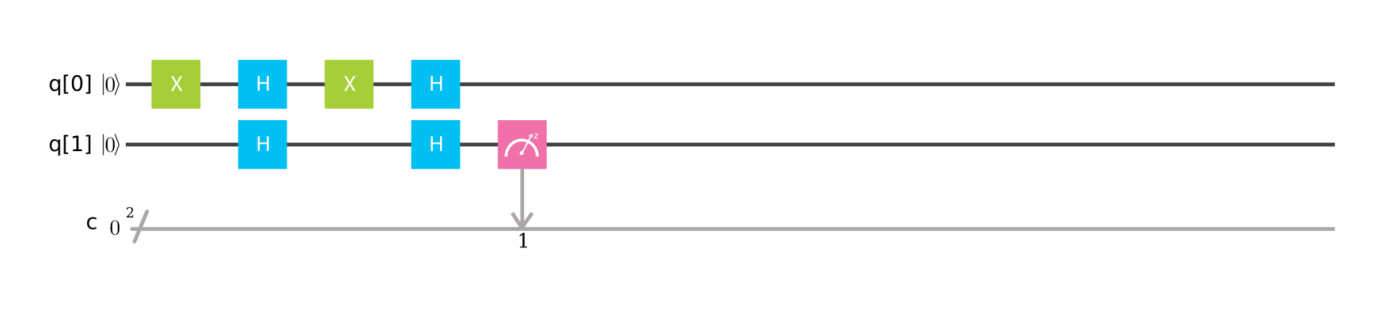 q[0] |0⟩ X H X H
q[1] |0⟩ H H z
c 0 2
1